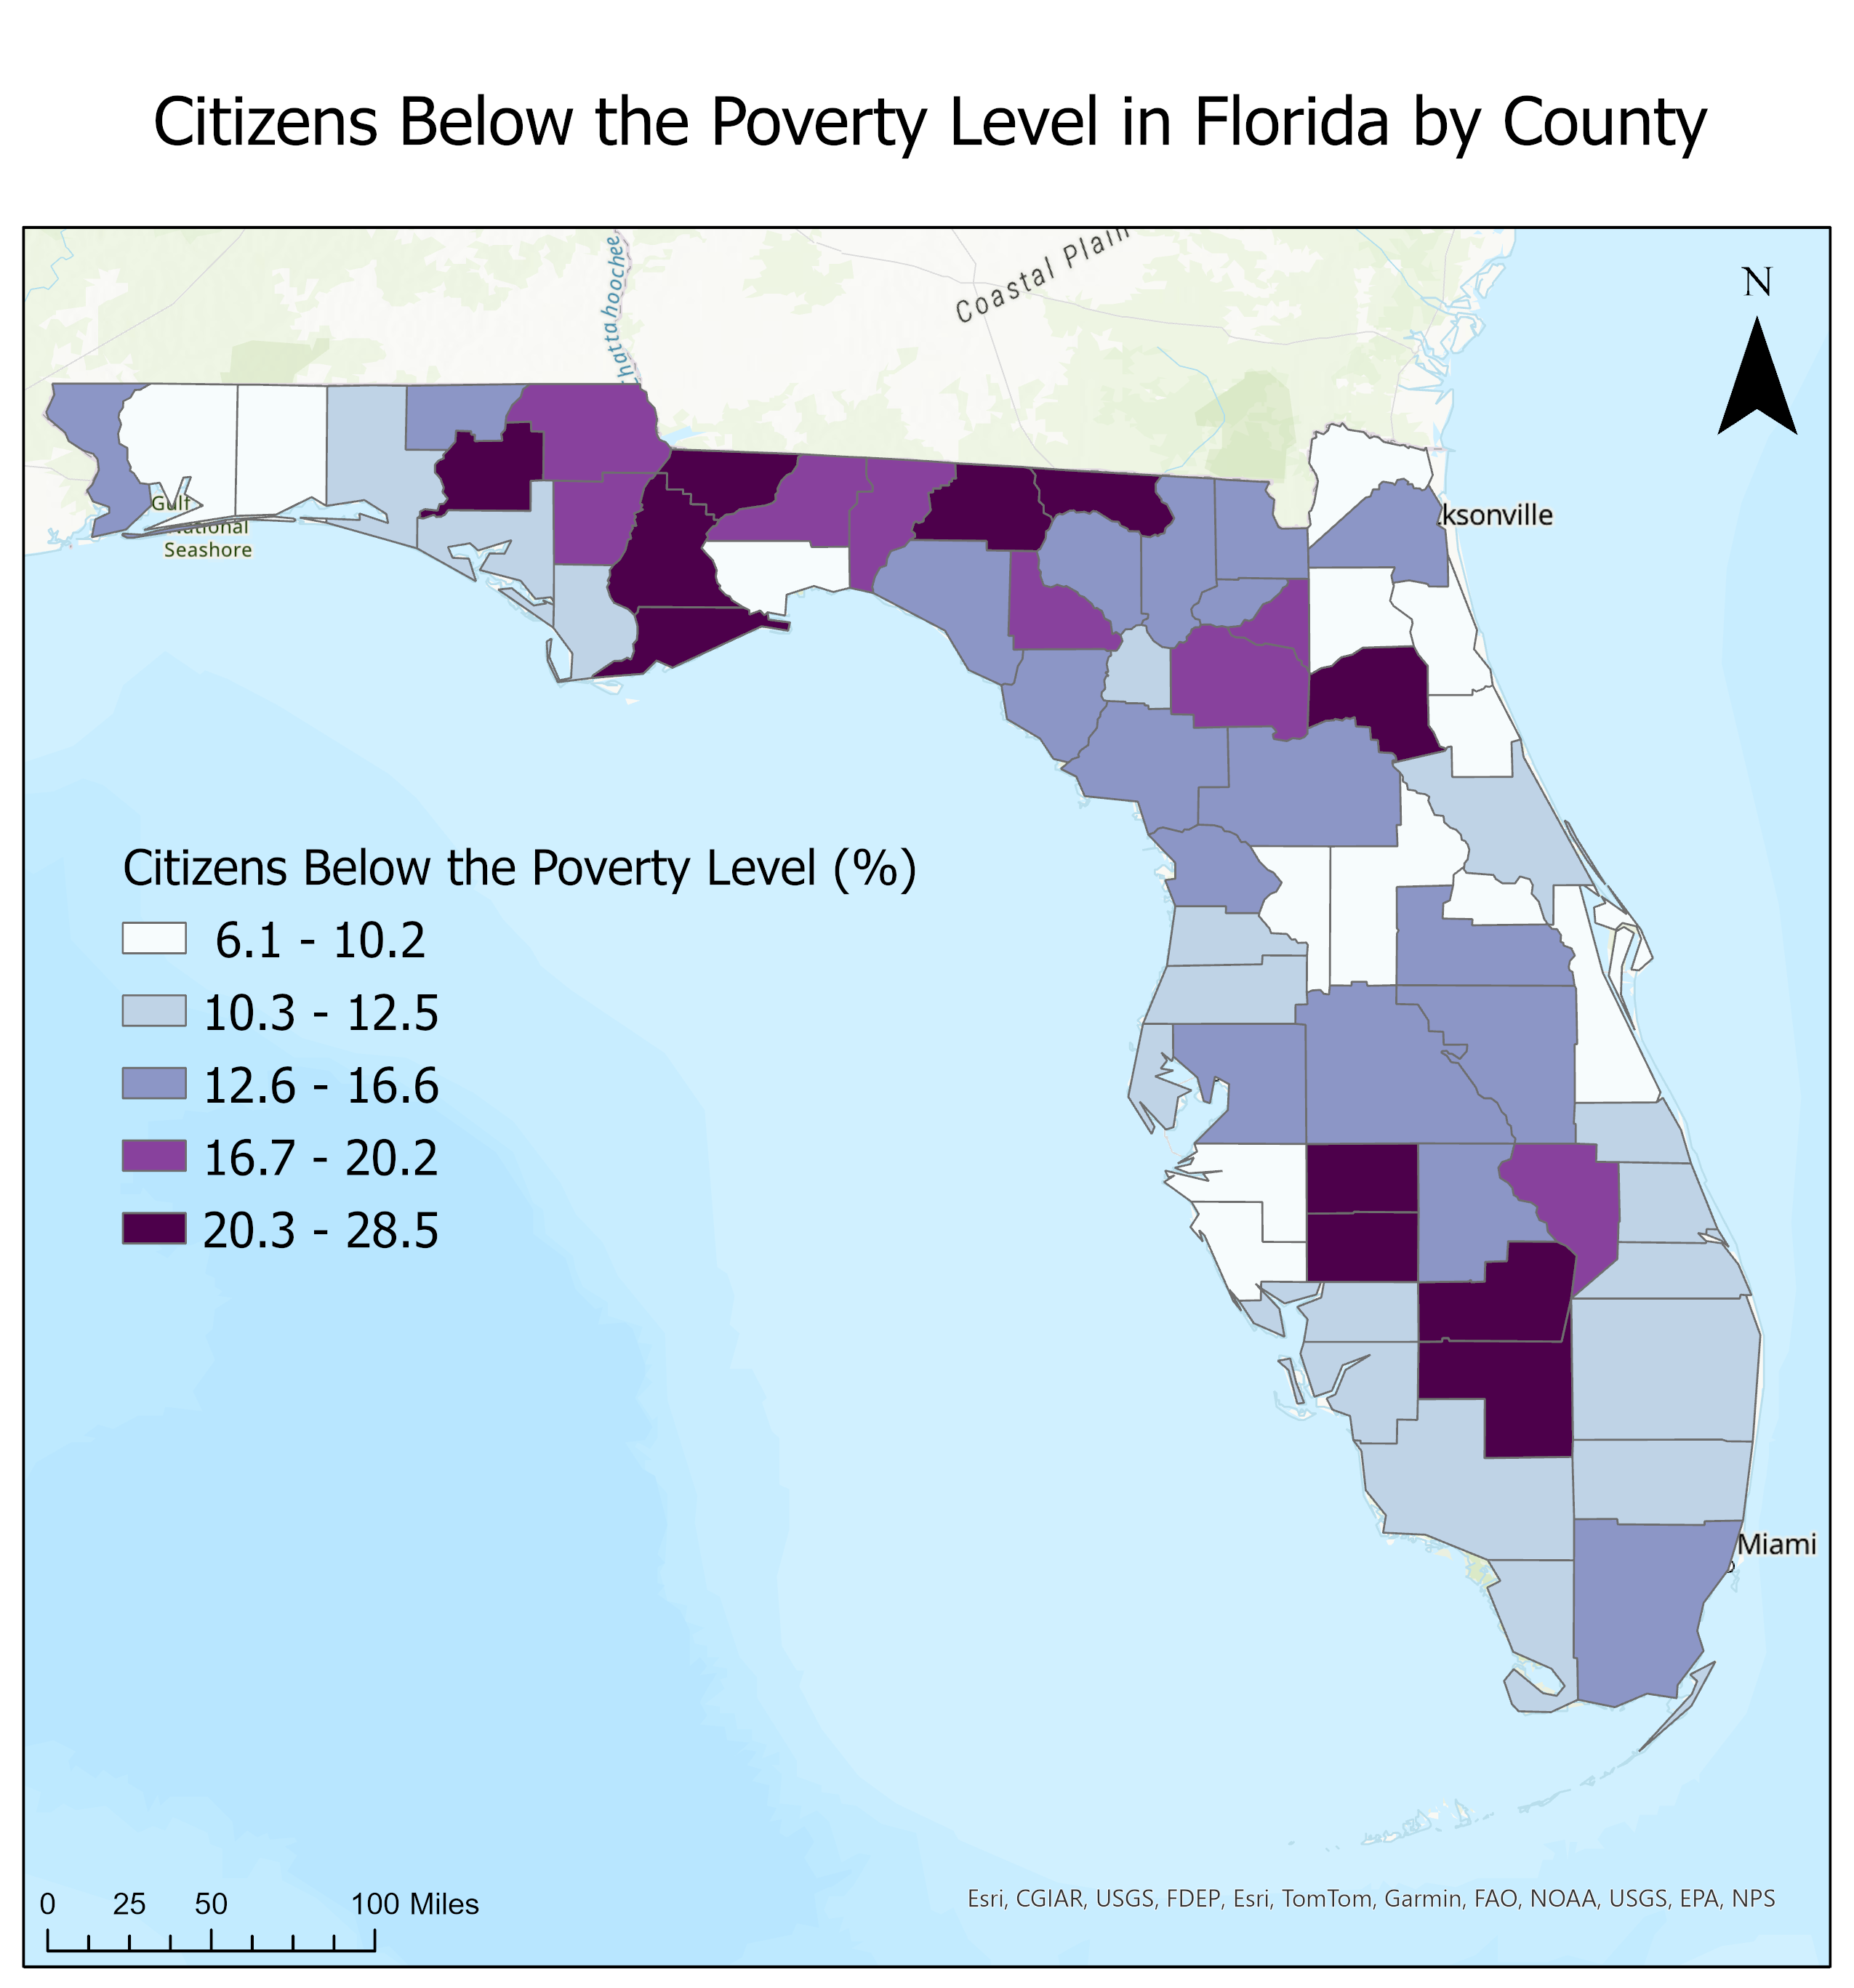 Citizens Below the Poverty Level in Florida by County
Chattahoochee
Coastal Plain
N
Gulf
National
Seashore
ksonville
Citizens Below the Poverty Level (%)
6.1 - 10.2
10.3 - 12.5
12.6 - 16.6
16.7 - 20.2
20.3 - 28.5
Miami
0 25 50 100 Miles
Esri, CGIAR, USGS, FDEP, Esri, TomTom, Garmin, FAO, NOAA, USGS, EPA, NPS